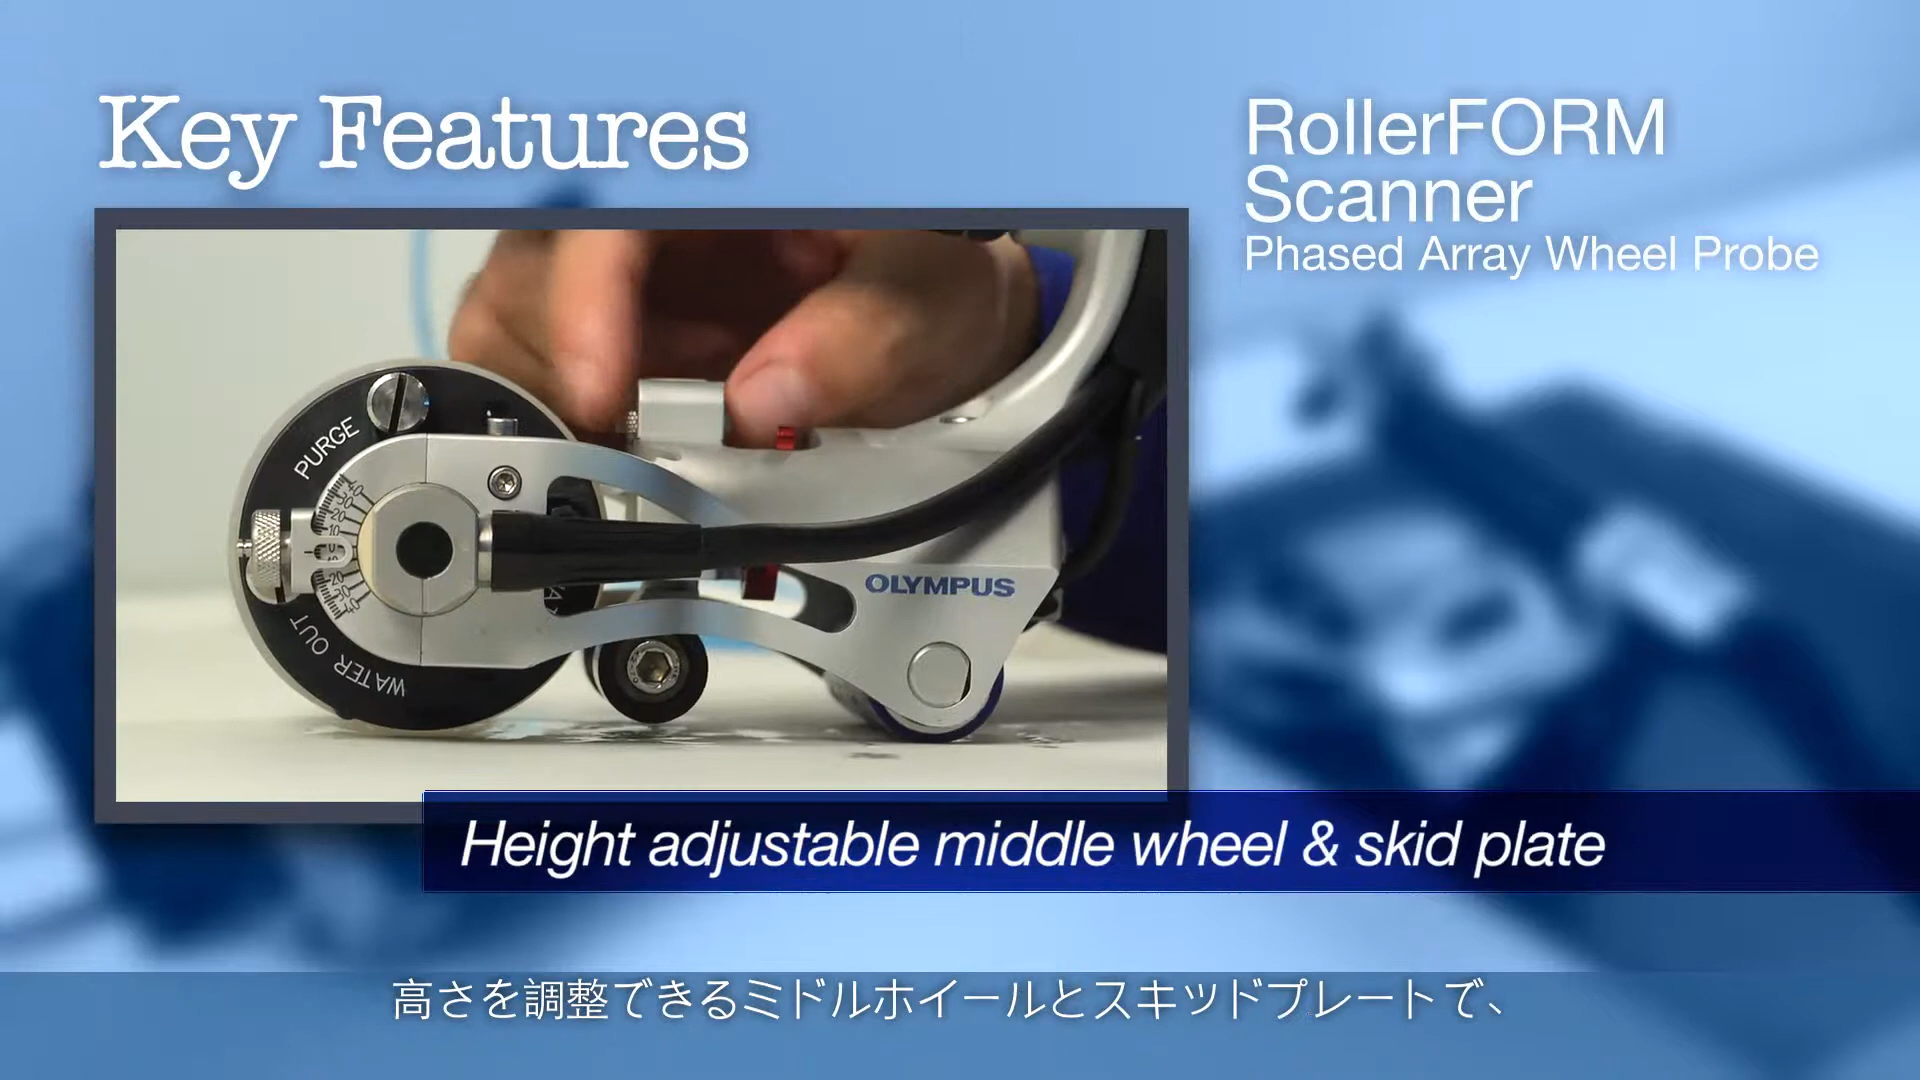 Key Features
RollerFORM
Scanner
Phased Array Wheel Probe
PURGE
WATER OUT
OLYMPUS
Height adjustable middle wheel & skid plate
高さを調整できるミドルホイールとスキッドプレートで、